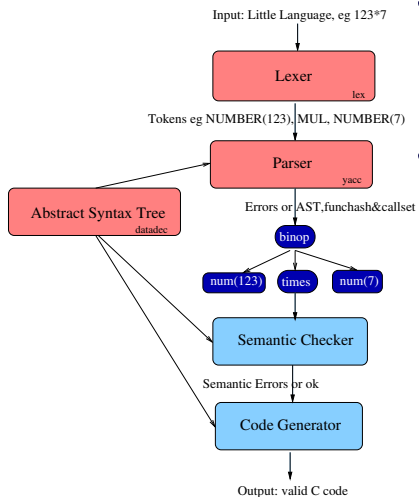 Input: Little Language, eg 123*7
Lexer
lex
Tokens eg NUMBER(123), MUL, NUMBER(7)
Parser
yacc
Abstract Syntax Tree
datadec
Errors or AST,funchash&callset
binop
num(123)
times
num(7)
Semantic Checker
Semantic Errors or ok
Code Generator
Output: valid C code